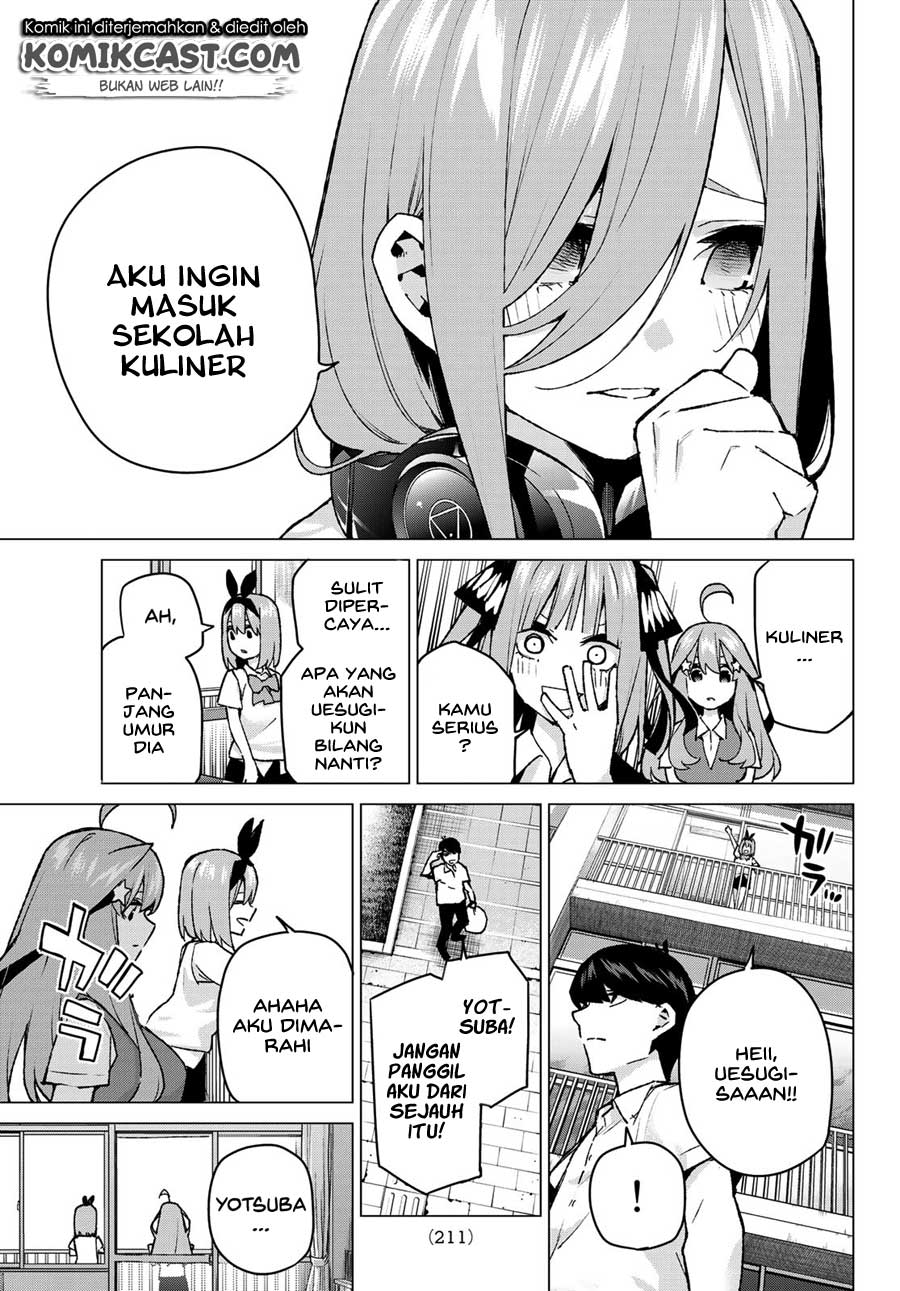 Komik ini diterjemahkan & diedit oleh
KOMIKCAST.COM
BUKAN WEB LAIN!!
AKU INGIN
MASUK
SEKOLAH
KULINER
KULINER
...
KAMU
SERIUS
?
SULIT
DIPER-
CAYA...
APA YANG
AKAN
UESUGI-
KUN
BILANG
NANTI?
AH,
PAN-
JANG
UMUR
DIA
ガラ
HEII,
UESUGI-
SAAAN!!
!
YOT-
SUBA!
JANGAN
PANGGIL
AKU DARI
SEJAUH
ITU!
(211)
AHAHA
AKU DIMA-
RAHI
YOTSUBA
...